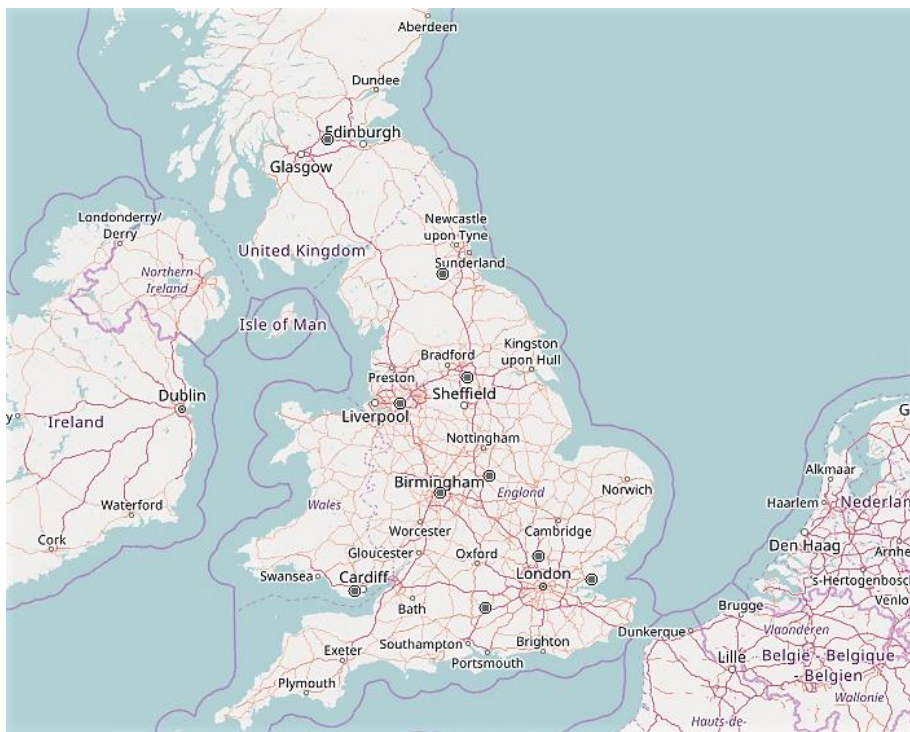 Aberdeen
Dundee
Edinburgh
Glasgow
Londonderry/
Derry
Newcastle
upon Tyne
United Kingdom
Sunderland
Northern
Ireland
Isle of Man
Kingston
upon Hull
Bradford
Preston
Dublin
Sheffield
Liverpool
Ireland
Nottingham
Alkmaar
Birmingham
England
Norwich
Wales
Haarlem
Nederlan
Waterford
Worcester
Cambridge
Cork
Den Haag
Gloucester
Oxford
Arnhe
Swansea
Cardiff
London
's-Hertogenbosc
Venlo
Bath
Brugge
Vlaanderen
Dunkerque
Southampton
Brighton
Exeter
Portsmouth
Lille
België - Belgique
- Belgien
Plymouth
Wallonie
Hauts-de-